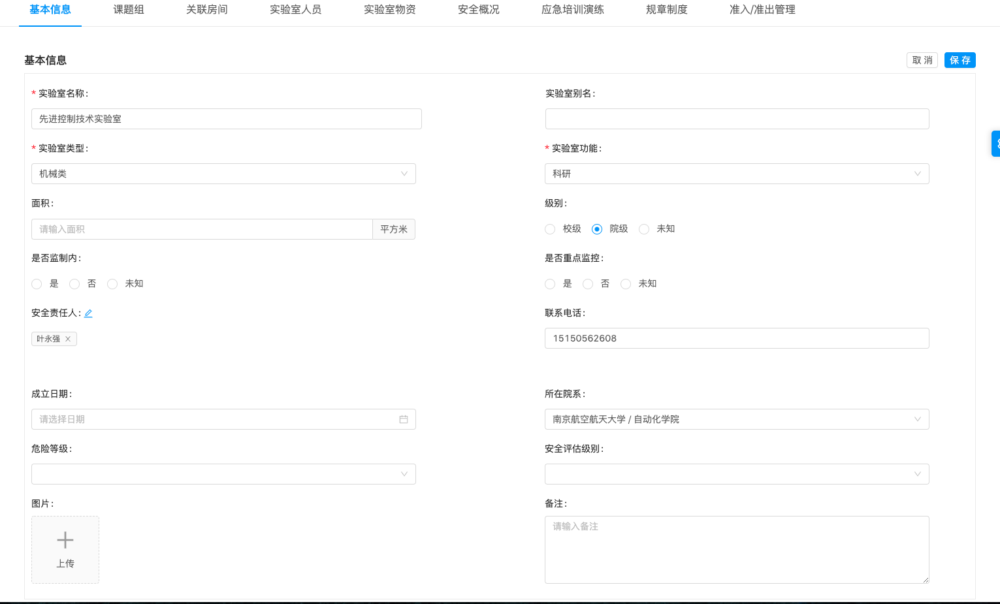 基本信息 课题组 关联房间 实验室人员 实验室物资 安全概况 应急培训演练 规章制度 准入/准出管理
基本信息 取 消 保 存
* 实验室名称: 实验室别名:
先进控制技术实验室
* 实验室类型: * 实验室功能:
机械类 科研
面积: 级别:
请输入面积 平方米 校级 院级 未知
是否监制内: 是否重点监控:
是 否 未知 是 否 未知
安全责任人: 联系电话:
叶永强 15150562608
成立日期: 所在院系:
请选择日期 南京航空航天大学 / 自动化学院
危险等级: 安全评估级别:
图片: 备注:
请输入备注
上传